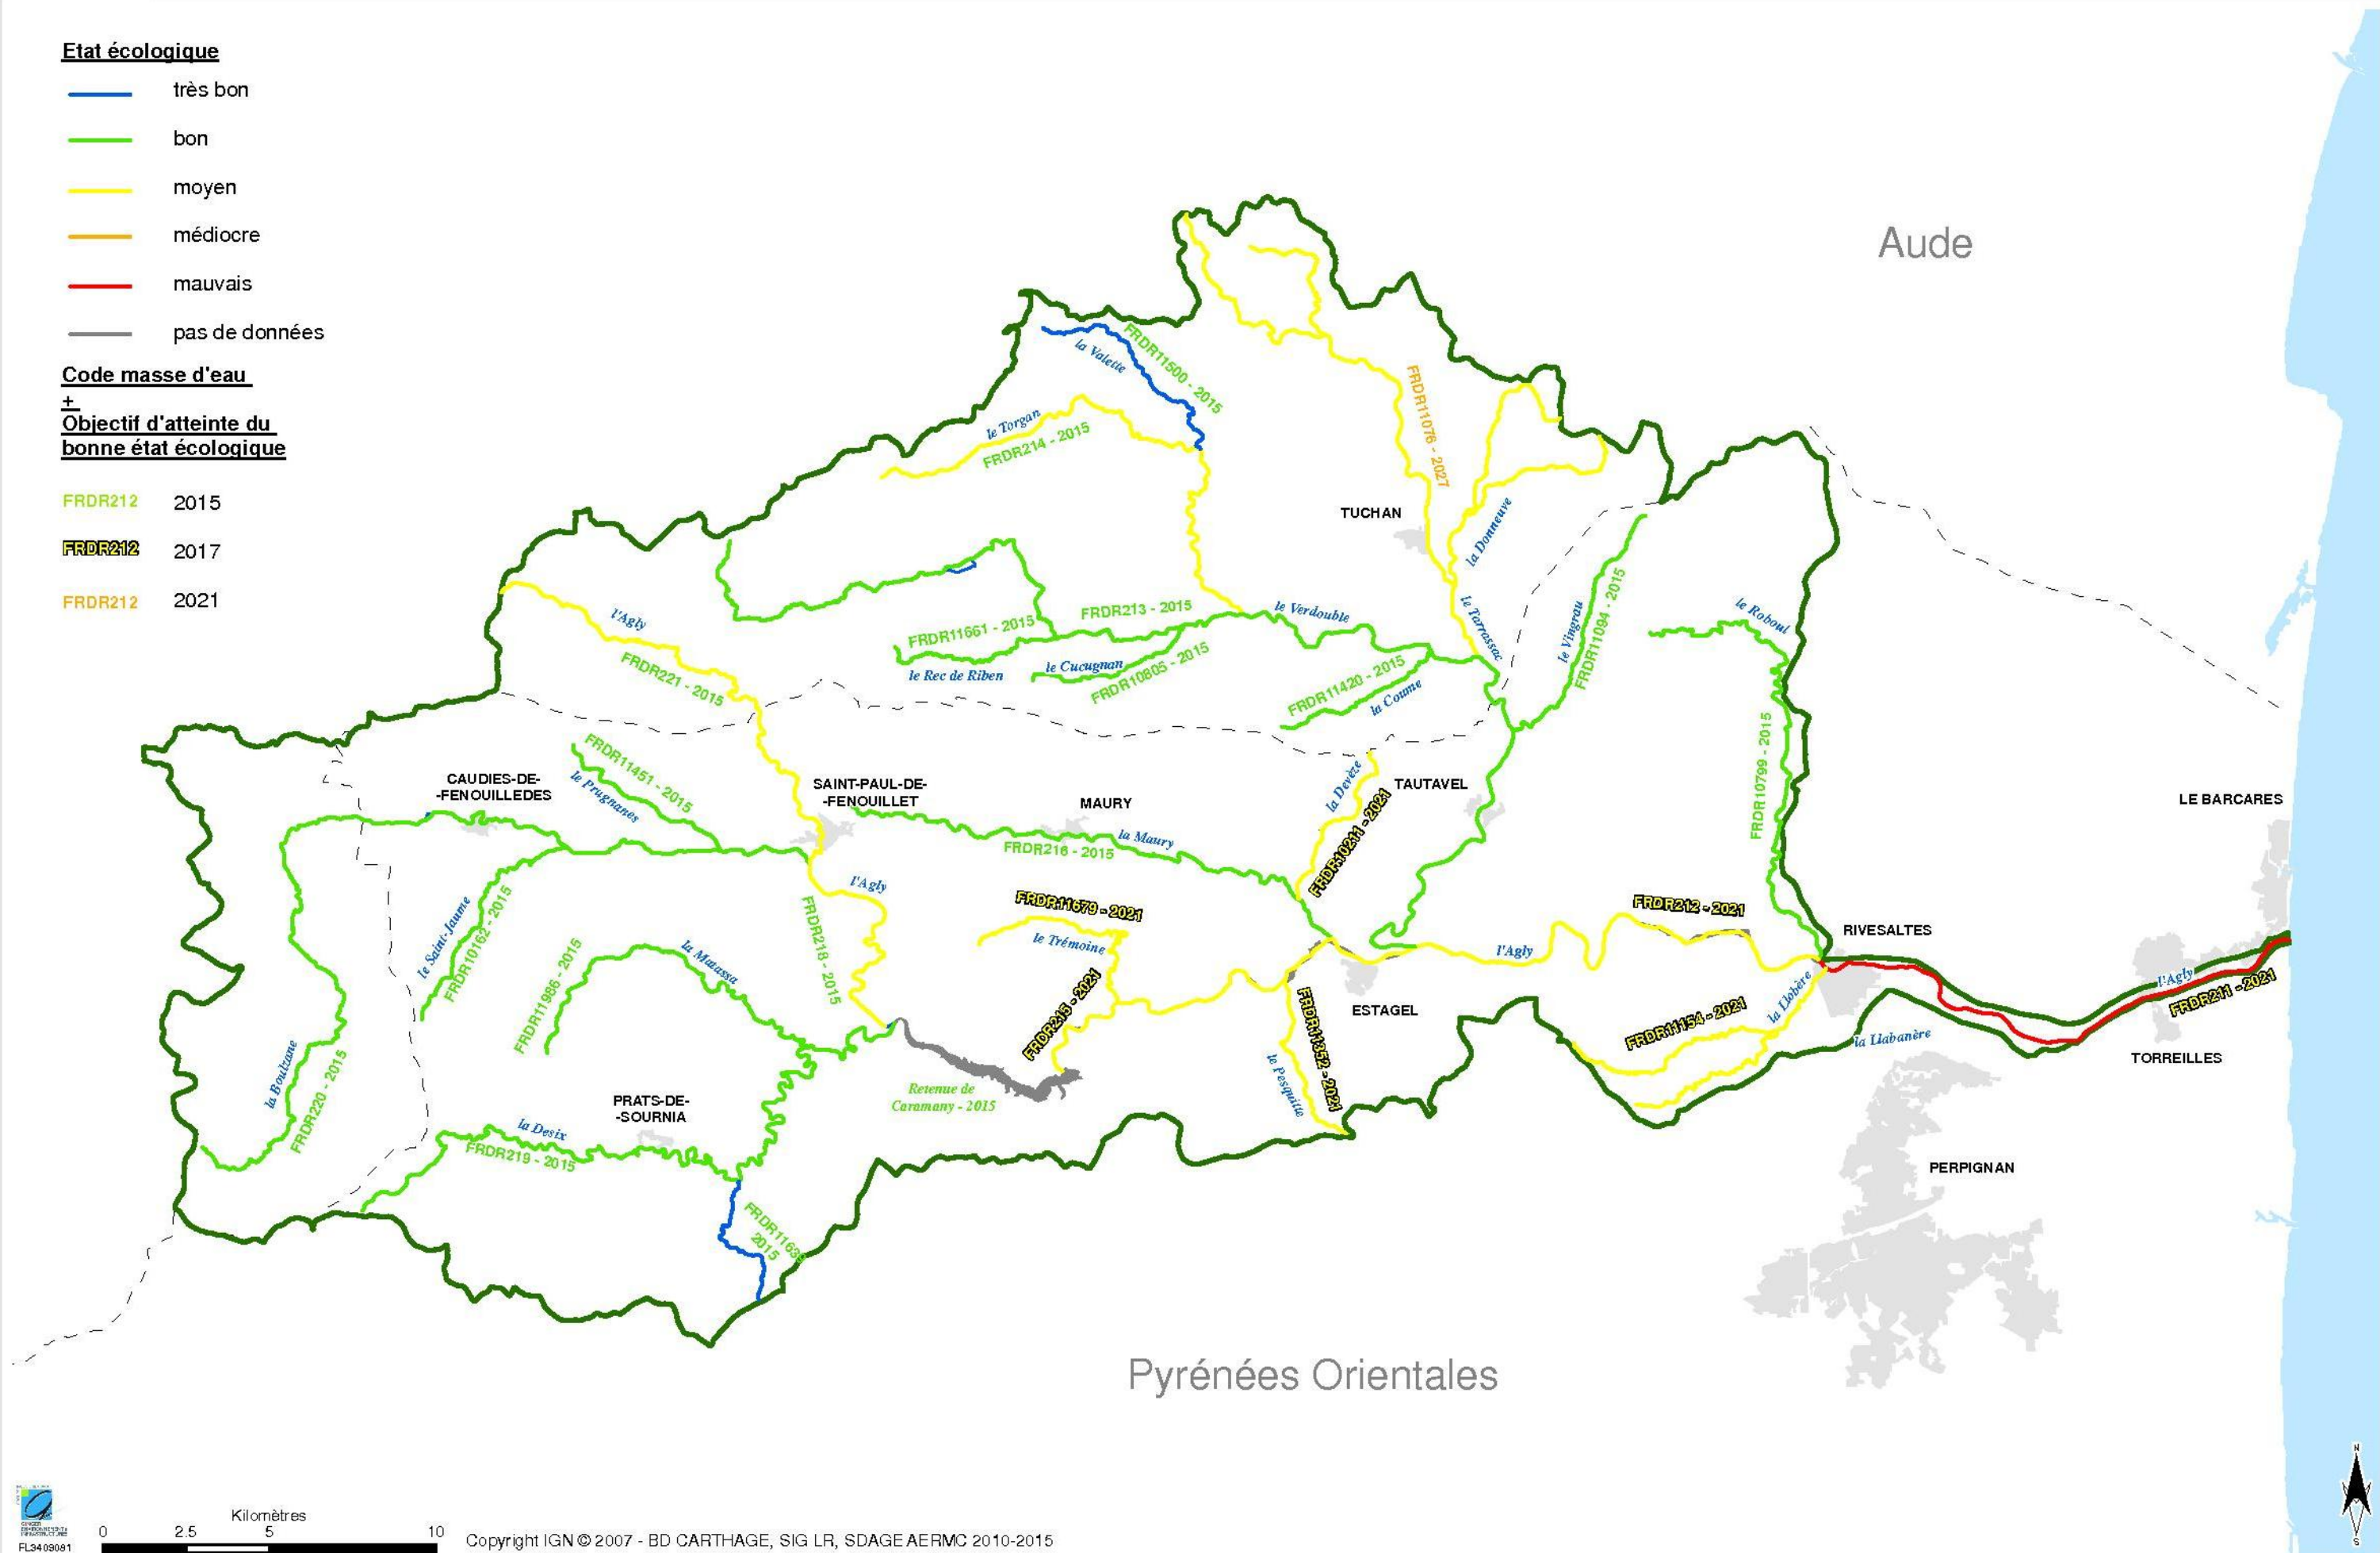 Etat écologique
très bon
bon
moyen
médiocre
mauvais
pas de données
Code masse d'eau
+
Objectif d'atteinte du
bonne état écologique
FRDR212 2015
FRDR212 2017
FRDR212 2021
Aude
la Valette
FRDR11500 - 2015
le Torgan
FRDR214 - 2015
FRDR11076 - 2027
TUCHAN
la Donneuve
l'Agly
FRDR221 - 2015
FRDR11661 - 2015
FRDR213 - 2015
le Verdouble
le Tarrassac
le Rec de Riben
le Cucugnan
FRDR10805 - 2015
FRDR11420 - 2015
la Coume
le Vingrau
FRDR11094 - 2015
le Roboul
FRDR10799 - 2015
CAUDIES-DE-
-FENOUILLEDES
FRDR11451 - 2015
le Prugnanes
SAINT-PAUL-DE-
-FENOUILLET
MAURY
la Maury
FRDR216 - 2015
la Devèze
FRDR10211 - 2021
TAUTAVEL
LE BARCARES
le Saint-Jaume
FRDR10162 - 2015
l'Agly
FRDR218 - 2015
FRDR11679 - 2021
le Trémoine
FRDR212 - 2021
l'Agly
RIVESALTES
FRDR11986 - 2015
la Matassa
FRDR215 - 2021
FRDR11352 - 2021
le Pesquitte
ESTAGEL
FRDR11154 - 2021
la Llobère
la Llabanère
l'Agly
FRDR211 - 2021
TORREILLES
la Boulzane
FRDR220 - 2015
Retenue de
Caramany - 2015
PRATS-DE-
-SOURNIA
la Desix
FRDR219 - 2015
2015
PERPIGNAN
Pyrénées Orientales
N
S
Kilomètres
0 2.5 5 10
FL3409081
Copyright IGN © 2007 - BD CARTHAGE, SIG LR, SDAGE AERMC 2010-2015